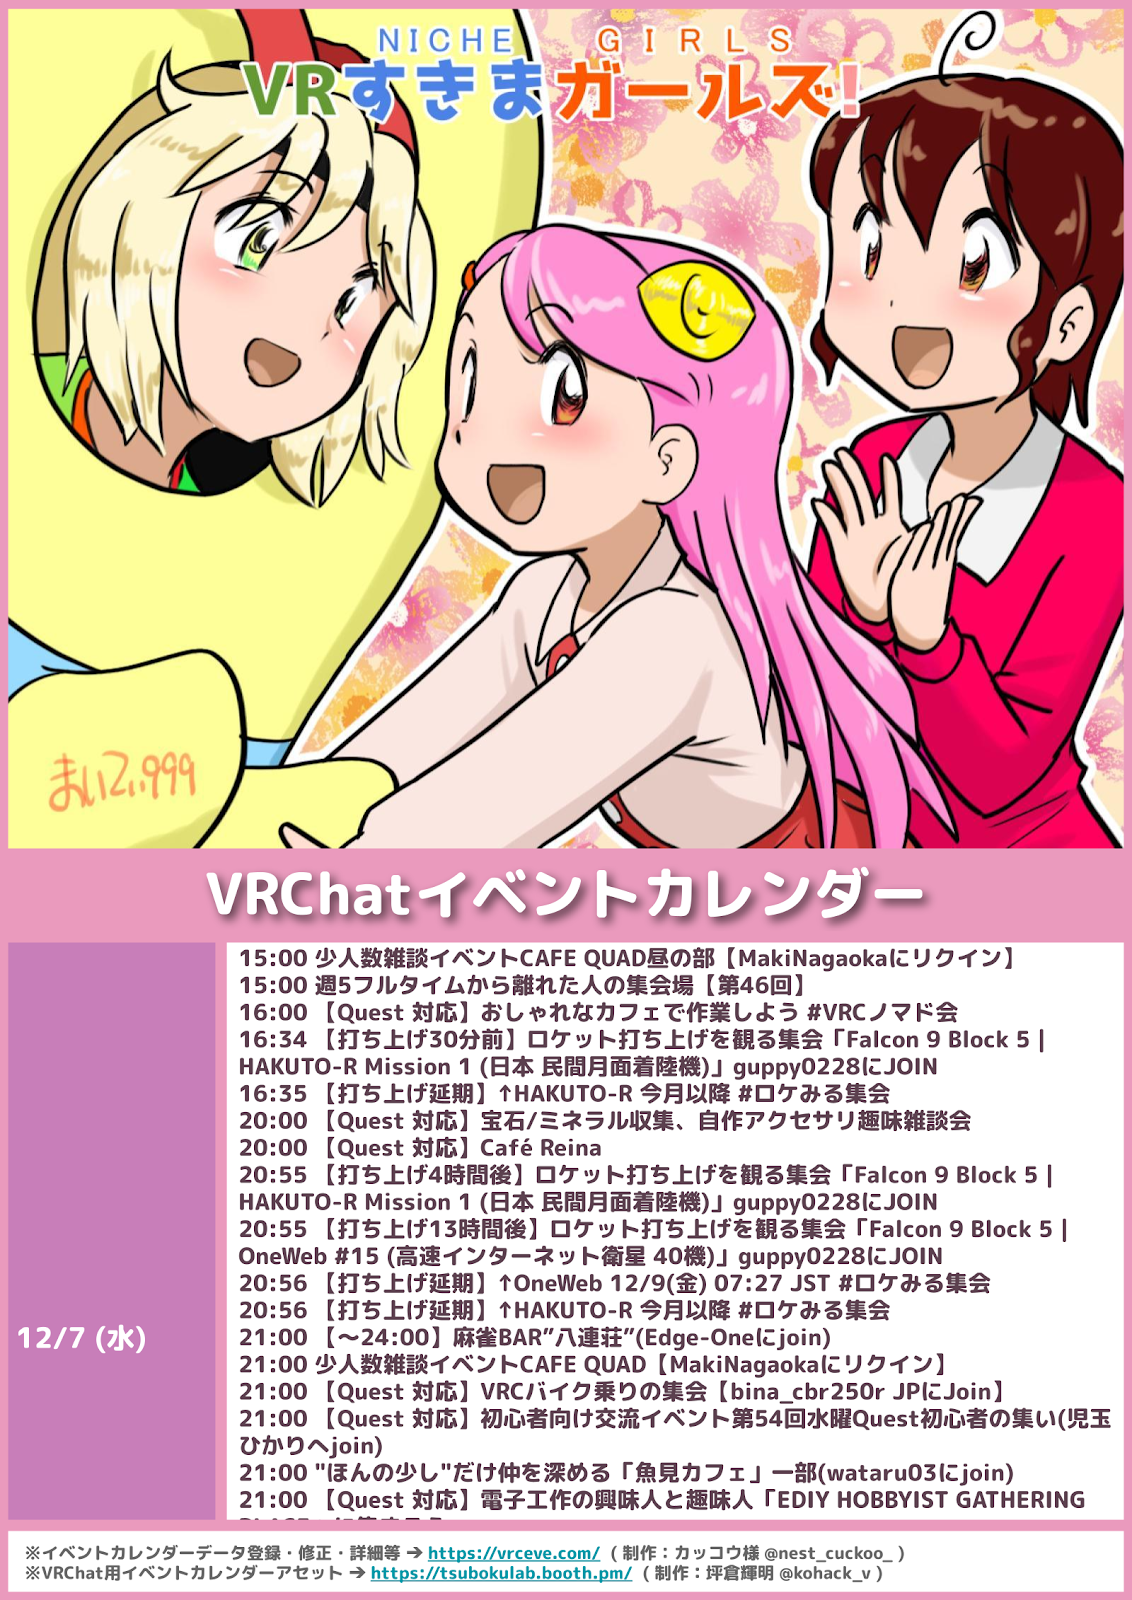 NICHE GIRLS
VRすきまガールズ!
まいてい999
VRChatイベントカレンダー
12/7 (水)
15:00 少人数雑談イベントCAFE QUAD昼の部【MakiNagaokaにリクイン】
15:00 週5フルタイムから離れた人の集会場【第46回】
16:00 【Quest 対応】おしゃれなカフェで作業しよう #VRCノマド会
16:34 【打ち上げ30分前】ロケット打ち上げを観る集会「Falcon 9 Block 5 |
HAKUTO-R Mission 1 (日本 民間月面着陸機)」guppy0228にJOIN
16:35 【打ち上げ延期】↑HAKUTO-R 今月以降 #ロケみる集会
20:00 【Quest 対応】宝石/ミネラル収集、自作アクセサリ趣味雑談会
20:00 【Quest 対応】Café Reina
20:55 【打ち上げ4時間後】ロケット打ち上げを観る集会「Falcon 9 Block 5 |
HAKUTO-R Mission 1 (日本 民間月面着陸機)」guppy0228にJOIN
20:55 【打ち上げ13時間後】ロケット打ち上げを観る集会「Falcon 9 Block 5 |
OneWeb #15 (高速インターネット衛星 40機)」guppy0228にJOIN
20:56 【打ち上げ延期】↑OneWeb 12/9(金) 07:27 JST #ロケみる集会
20:56 【打ち上げ延期】↑HAKUTO-R 今月以降 #ロケみる集会
21:00 【～24:00】麻雀BAR”八連荘”(Edge-Oneにjoin)
21:00 少人数雑談イベントCAFE QUAD【MakiNagaokaにリクイン】
21:00 【Quest 対応】VRCバイク乗りの集会【bina_cbr250r JPにJoin】
21:00 【Quest 対応】初心者向け交流イベント第54回水曜Quest初心者の集い(児玉
ひかりへjoin)
21:00 "ほんの少し"だけ仲を深める「魚見カフェ」一部(wataru03にjoin)
21:00 【Quest 対応】電子工作の興味人と趣味人「EDIY HOBBYIST GATHERING
※イベントカレンダーデータ登録・修正・詳細等 ➔ https://vrceve.com/ ( 制作：カッコウ様 @nest_cuckoo_ )
※VRChat用イベントカレンダーアセット ➔ https://tsubokulab.booth.pm/ ( 制作：坪倉輝明 @kohack_v )